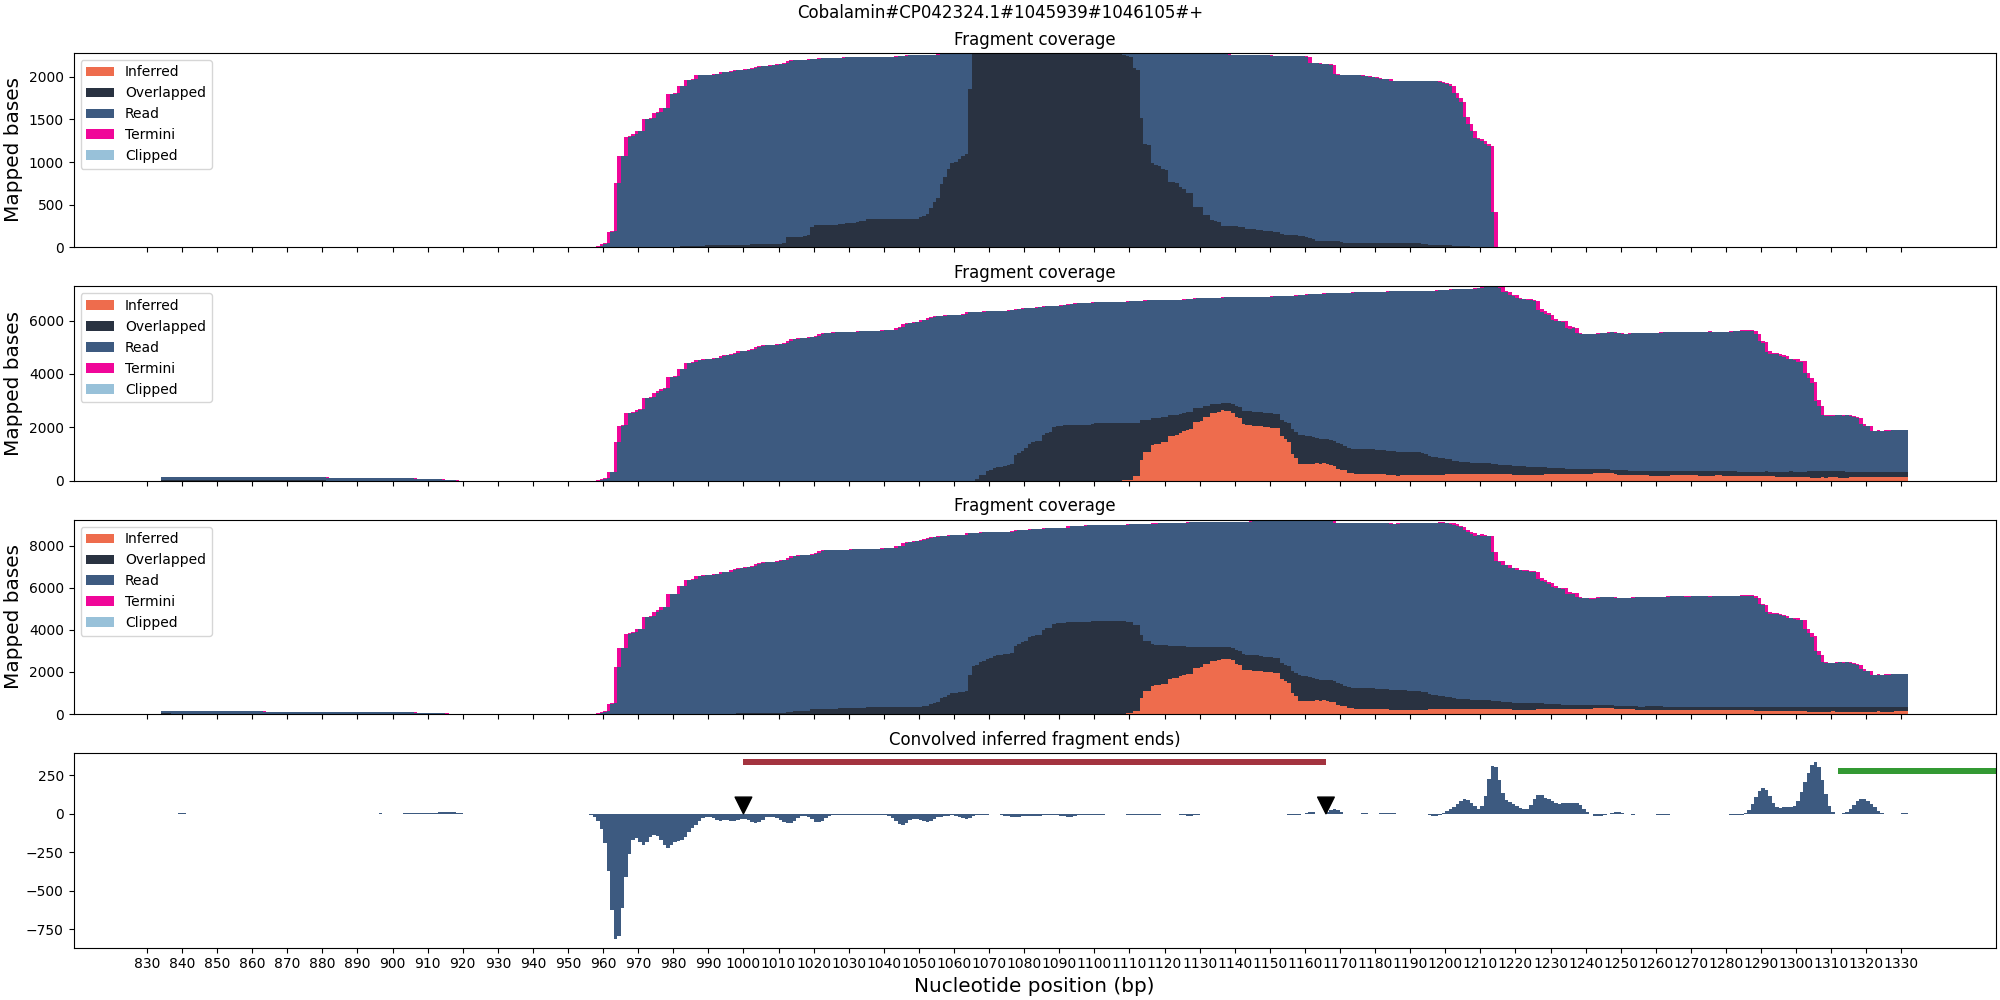 Cobalamin#CP042324.1#1045939#1046105#+
Fragment coverage
Mapped bases
2000
1500
1000
500
0
Inferred
Overlapped
Read
Termini
Clipped
Fragment coverage
Mapped bases
6000
4000
2000
0
Inferred
Overlapped
Read
Termini
Clipped
Fragment coverage
Mapped bases
8000
6000
4000
2000
0
Inferred
Overlapped
Read
Termini
Clipped
Convolved inferred fragment ends)
250
0
−250
−500
−750
830 840 850 860 870 880 890 900 910 920 930 940 950 960 970 980 990 1000 1010 1020 1030 1040 1050 1060 1070 1080 1090 1100 1110 1120 1130 1140 1150 1160 1170 1180 1190 1200 1210 1220 1230 1240 1250 1260 1270 1280 1290 1300 1310 1320 1330
Nucleotide position (bp)